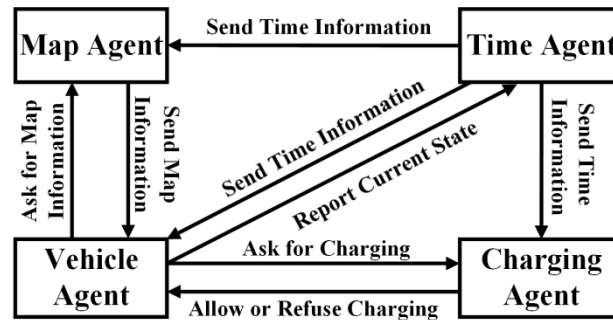 Map Agent
Send Time Information
Time Agent
Ask for Map
Information
Send Map
Information
Send Time Information
Report Current State
Send Time
Information
Vehicle
Agent
Ask for Charging
Allow or Refuse Charging
Charging
Agent